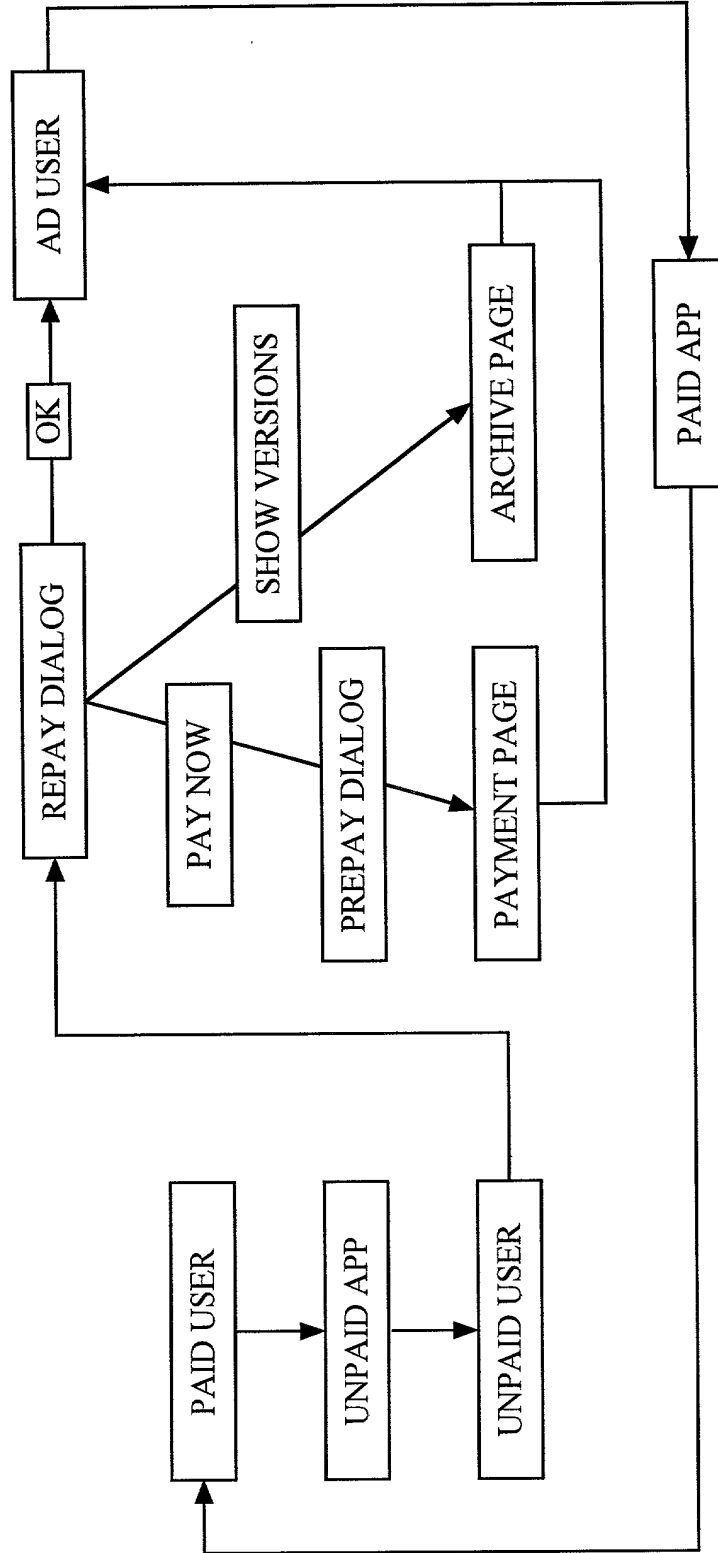 REPAY DIALOG
OK
AD USER
PAID USER
PAY NOW
SHOW VERSIONS
UNPAID APP
PREPAY DIALOG
UNPAID USER
PAYMENT PAGE
ARCHIVE PAGE
PAID APP